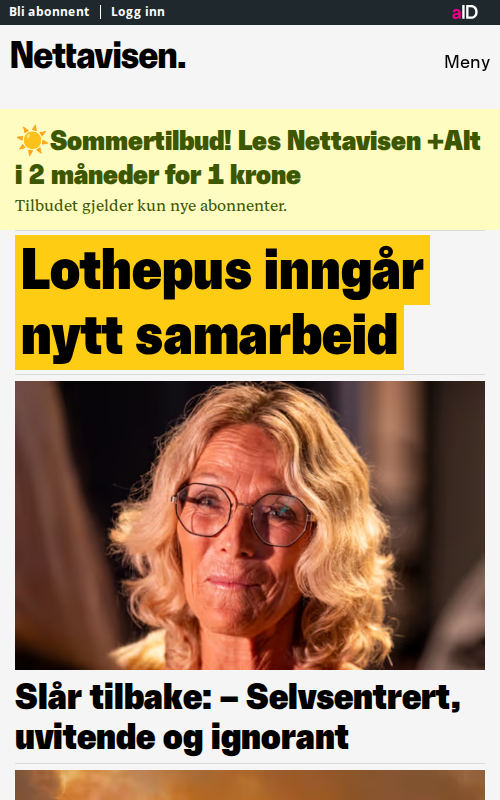 Bli abonnent | Logg inn
aID
Nettavisen.
Meny
☀️Sommertilbud! Les Nettavisen +Alt
i 2 måneder for 1 krone
Tilbudet gjelder kun nye abonnenter.
Lothepus inngår
nytt samarbeid
Slår tilbake: – Selvsentrert,
uvitende og ignorant